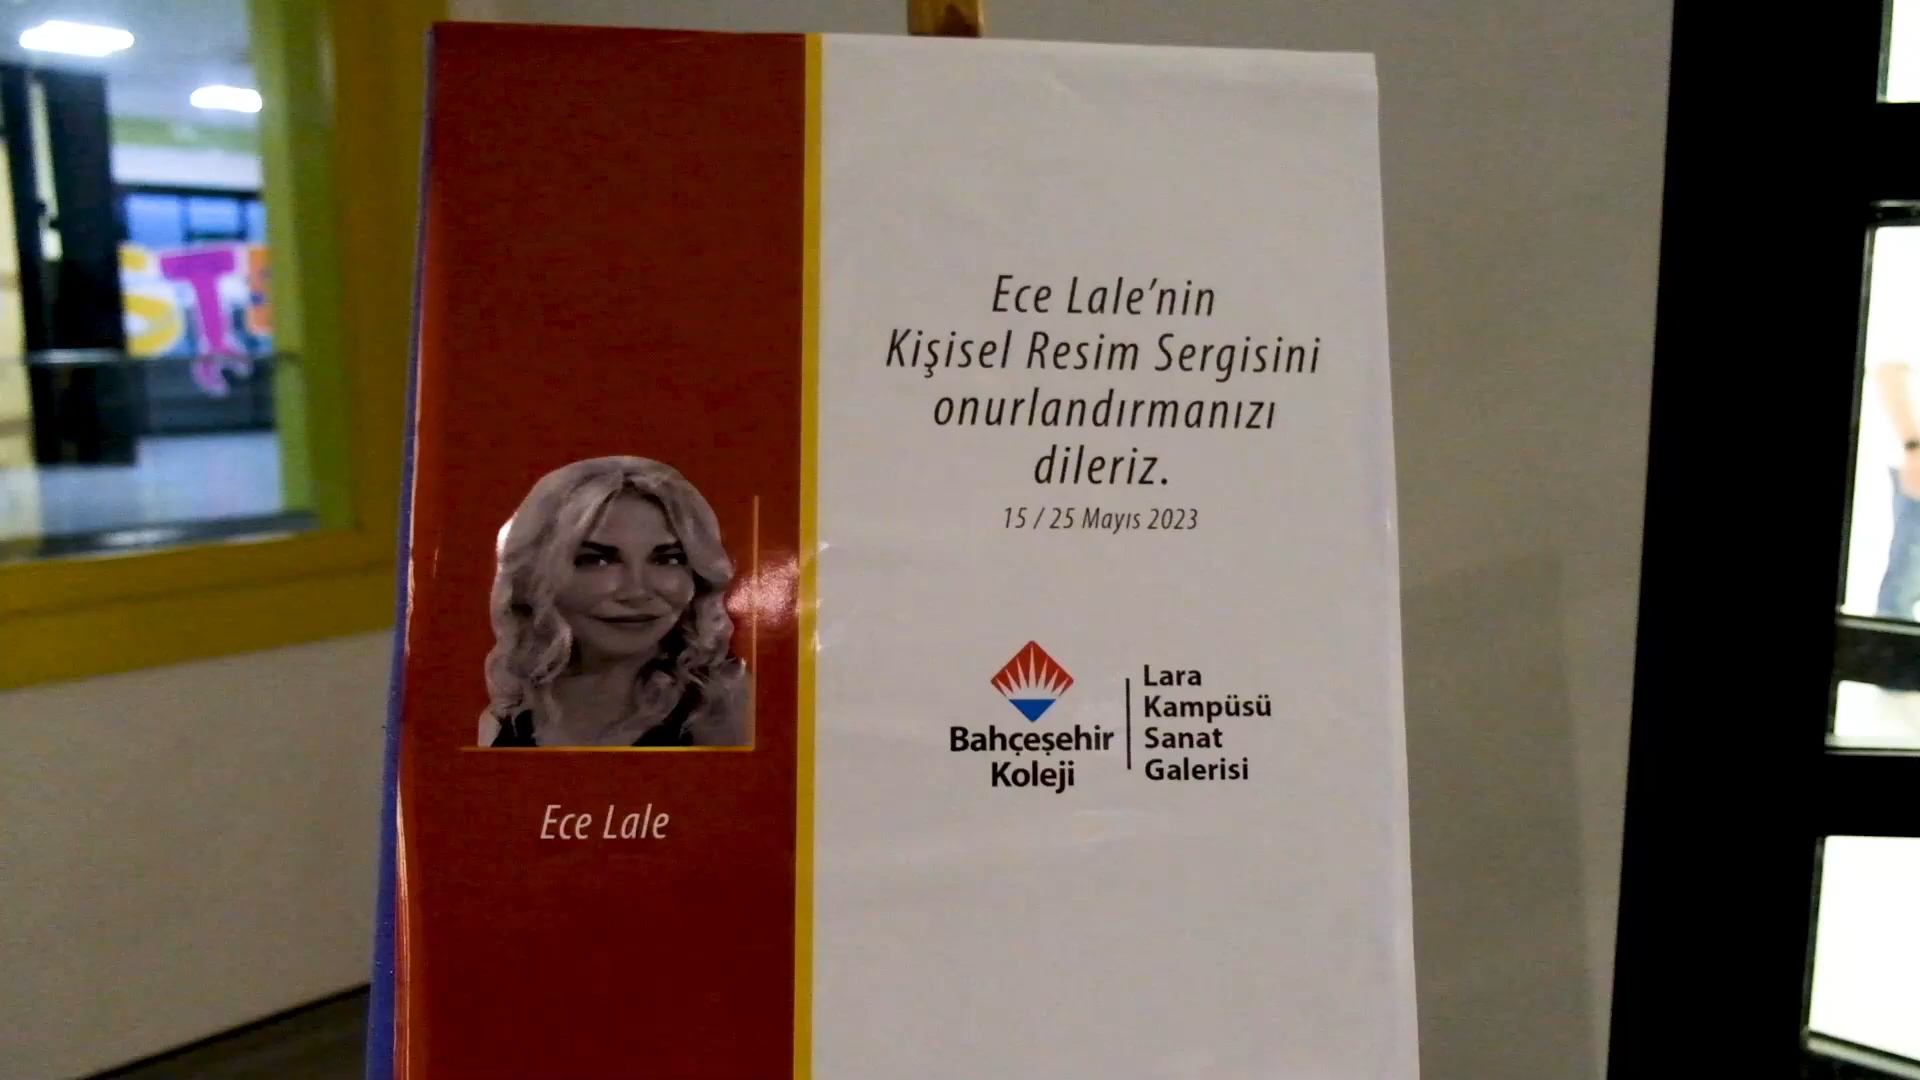 Ece Lale'nin
Kişisel Resim Sergisini
onurlandırmanızı
dileriz.
15 / 25 Mayıs 2023
Bahçeşehir
Koleji
Lara
Kampüsü
Sanat
Galerisi
Ece Lale